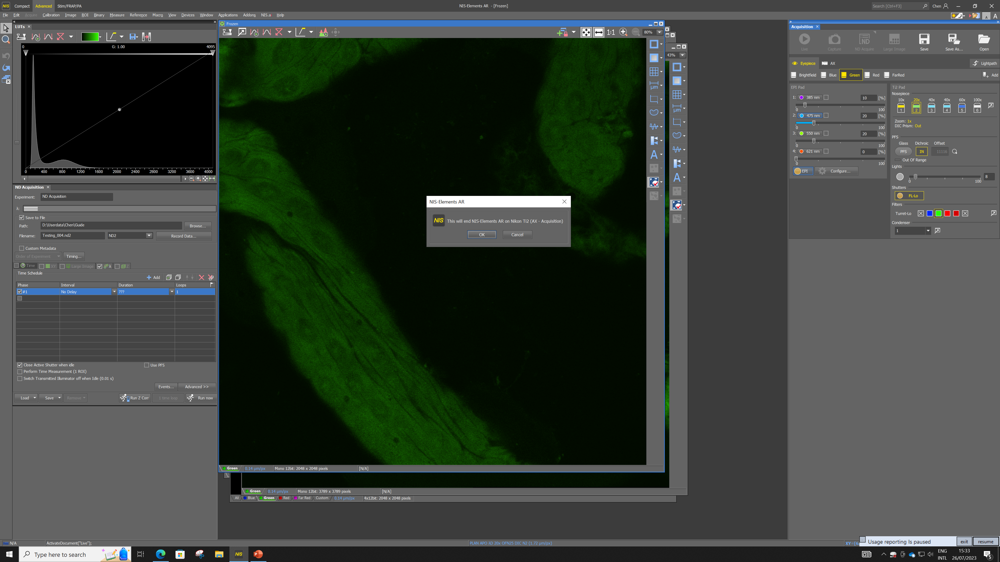 NIS Compact Advanced Stim/FRAP/PA
NIS-Elements AR - [Frozen]
Search [Ctrl+F3] Chen
File Edit Acquire Calibration Image ROI Binary Measure Reference Macro View Devices Window Applications Addons NIS.a Help
A A
LUTs
0 G: 1.00 4095
0 400 800 1200 1600 2000 2400 2800 3200 3600 4000
ND Acquisition
Experiment: ND Acquisition
λ:
Save to File
Path: D:\Userdata\Chen\Guide Browse...
Filename: Testing_004.nd2 ND2 Record Data...
Custom Metadata
Order of Experiment Timing...
Time XY Large Image λ Z
Time Schedule
Add
Phase Interval Duration Loops
#1 No Delay ??? 1
Close Active Shutter when idle Use PFS
Perform Time Measurement (1 ROI)
Switch Transmitted Illuminator off when Idle (0.01 s)
Events... Advanced >>
Load Save Remove Run Z Corr 1 time loop Run now
Frozen
1:1 80%
43%
µm
A
µm
A
NIS-Elements AR
NIS This will end NIS-Elements AR on Nikon Ti2 (AX - Acquisition)
OK Cancel
Green 0.14 µm/px Mono 12bit: 2048 x 2048 pixels [N/A]
Green 0.14 µm/px Mono 12bit: 3789 x 3789 pixels [N/A]
All Blue Green Red Far Red Custom 0.14 µm/px 4x12bit: 2048 x 2048 pixels
Acquisition
Live Capture ND Acquire Large Image Save Save As... Open
Eyepiece AX Lightpath
Brightfield Blue Green Red FarRed Add
EPI Pad
1: 385 nm 10 [%]
0 100
2: 475 nm 20 [%]
0 100
3: 550 nm 20 [%]
0 100
4: 621 nm 0 [%]
0 100
EPI Configure...
Ti2 Pad
Nosepiece
10x 20x 40x 40x 60x 100x
1 2 3 4 5 6
Zoom: 1x
DIC Prism: Out
PFS
Glass Dichroic Offset
PFS IN 11116
Out Of Range
Lights
0 100 8
Shutters
FL-Lo
Filters
Turret-Lo
Condenser
1
N/A ActivateDocument("Live"); PLAN APO λD 20x OFN25 DIC N2 (1.72 µm/px) XY=[6
Usage reporting Is paused exit resume
Type here to search
NIS
ENG
INTL
15:33
26/07/2023
5